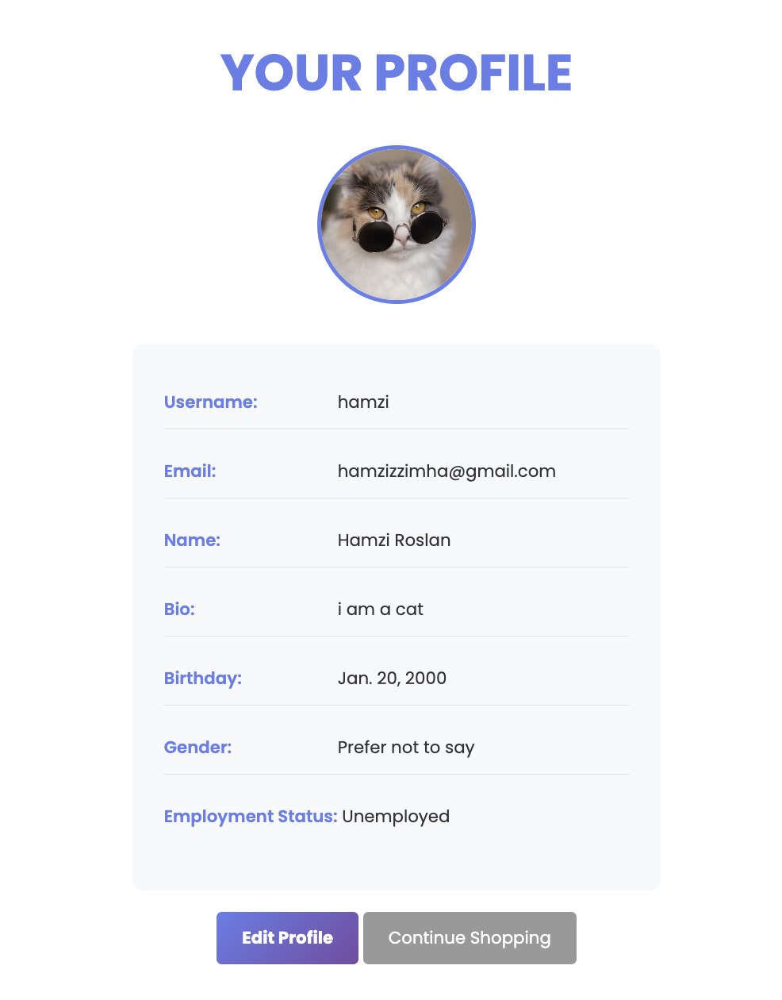 YOUR PROFILE
Username: hamzi
Email: hamzizzimha@gmail.com
Name: Hamzi Roslan
Bio: i am a cat
Birthday: Jan. 20, 2000
Gender: Prefer not to say
Employment Status: Unemployed
Edit Profile Continue Shopping